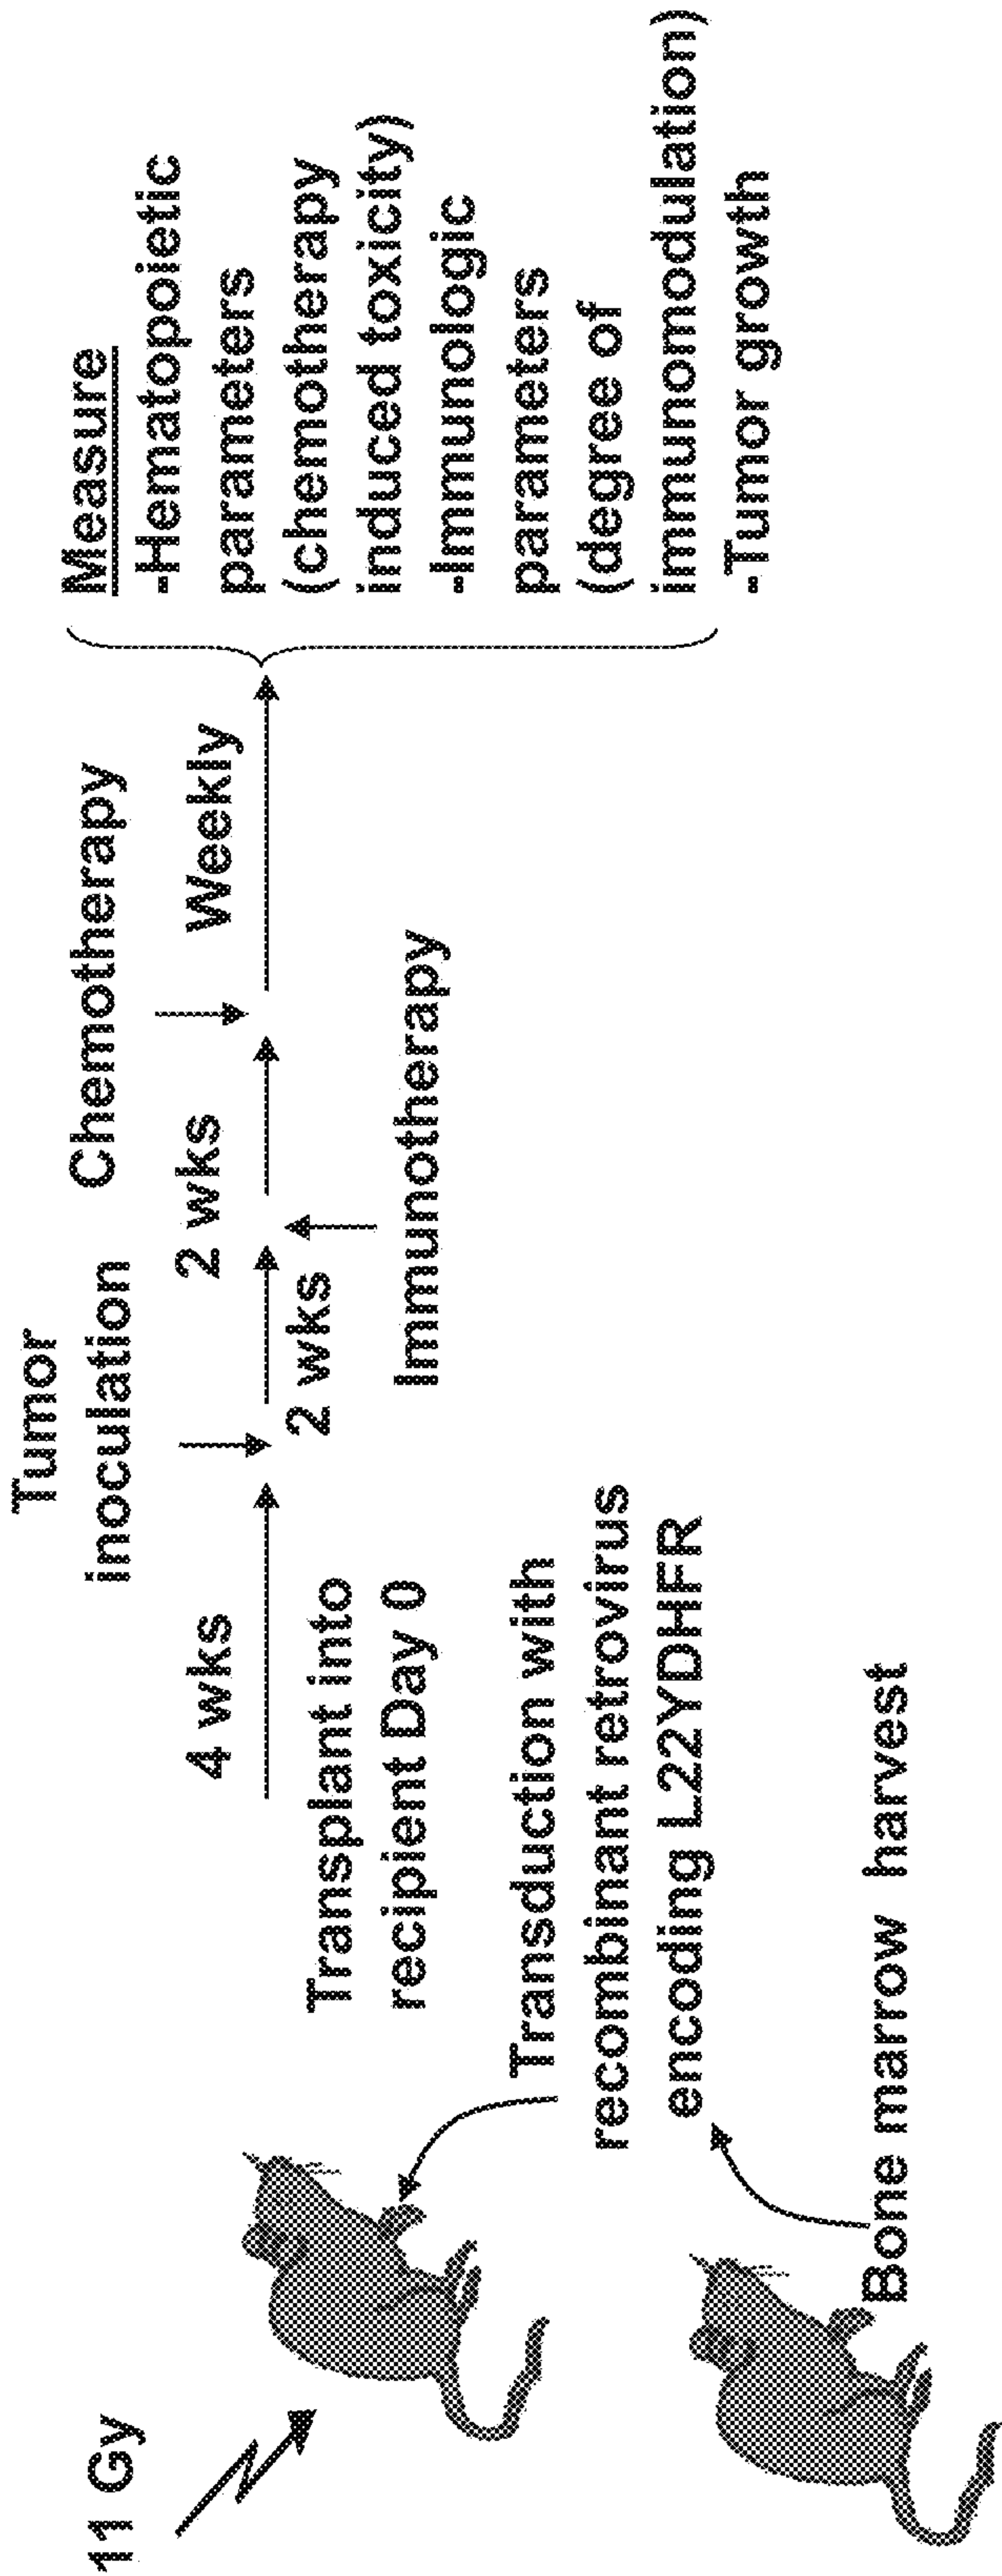 11 Gy
4 wks
Transplant into
recipient Day 0
Transduction with
recombinant retrovirus
encoding L22YDHFR
Bone marrow harvest
Tumor
inoculation
2 wks
2 wks
Immunotherapy
Chemotherapy
Weekly
Measure
-Hematopoietic
parameters
(chemotherapy
induced toxicity)
-Immunologic
parameters
(degree of
immunomodulation)
-Tumor growth